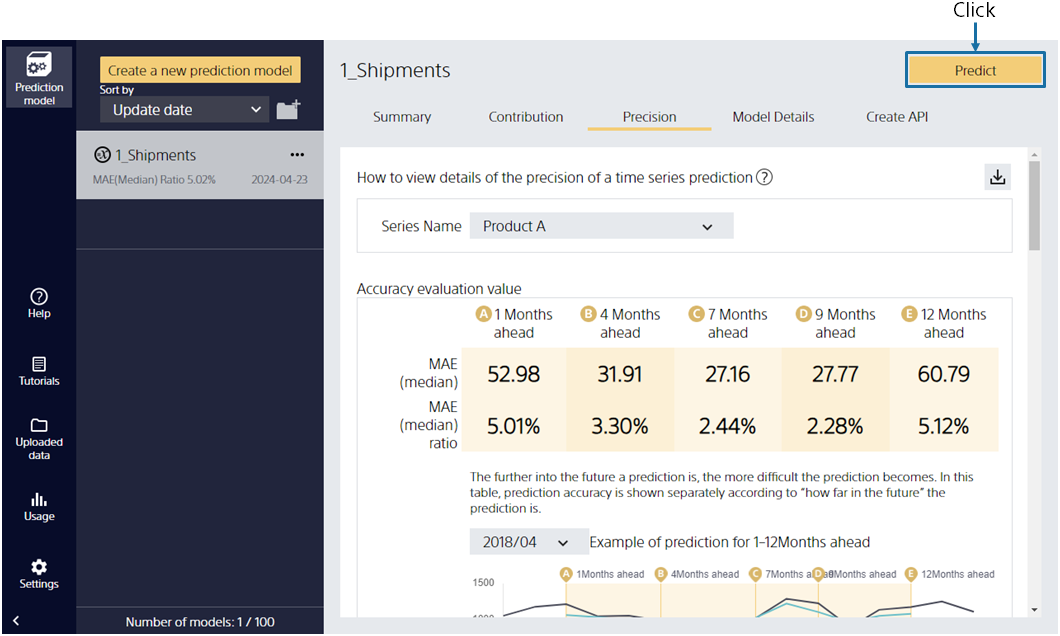 Click
Prediction
model
Create a new prediction model
Sort by
Update date
1_Shipments
MAE(Median) Ratio 5.02%
2024-04-23
Help
Tutorials
Uploaded
data
Usage
Settings
Number of models: 1 / 100
1_Shipments
Predict
Summary
Contribution
Precision
Model Details
Create API
How to view details of the precision of a time series prediction ?
Series Name
Product A
Accuracy evaluation value
A 1 Months
ahead
B 4 Months
ahead
C 7 Months
ahead
D 9 Months
ahead
E 12 Months
ahead
MAE
(median)
52.98
31.91
27.16
27.77
60.79
MAE
(median)
ratio
5.01%
3.30%
2.44%
2.28%
5.12%
The further into the future a prediction is, the more difficult the prediction becomes. In this
table, prediction accuracy is shown separately according to “how far in the future” the
prediction is.
2018/04
Example of prediction for 1–12Months ahead
A 1Months ahead
B 4Months ahead
C 7Months
D 9Months ahead
E 12Months ahead
1500